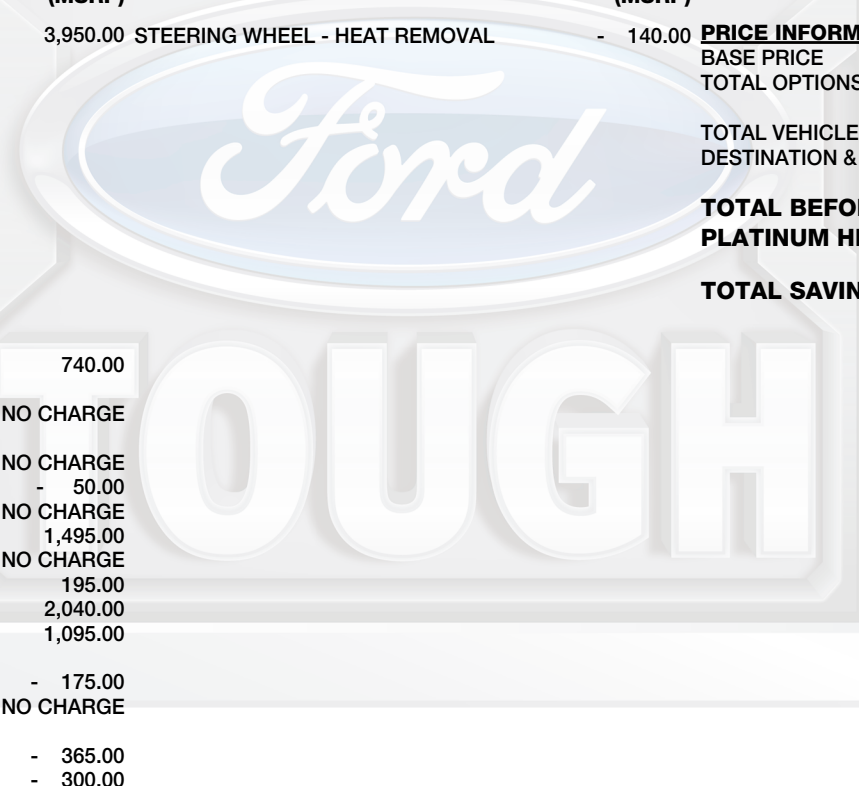 (MSRP) (MSRP)
3,950.00 STEERING WHEEL - HEAT REMOVAL - 140.00
740.00
NO CHARGE
NO CHARGE
- 50.00
NO CHARGE
1,495.00
NO CHARGE
195.00
2,040.00
1,095.00
- 175.00
NO CHARGE
- 365.00
- 300.00
PRICE INFORM
BASE PRICE
TOTAL OPTIONS
TOTAL VEHICLE
DESTINATION &
TOTAL BEFO
PLATINUM H
TOTAL SAVIN
Ford
TOUGH